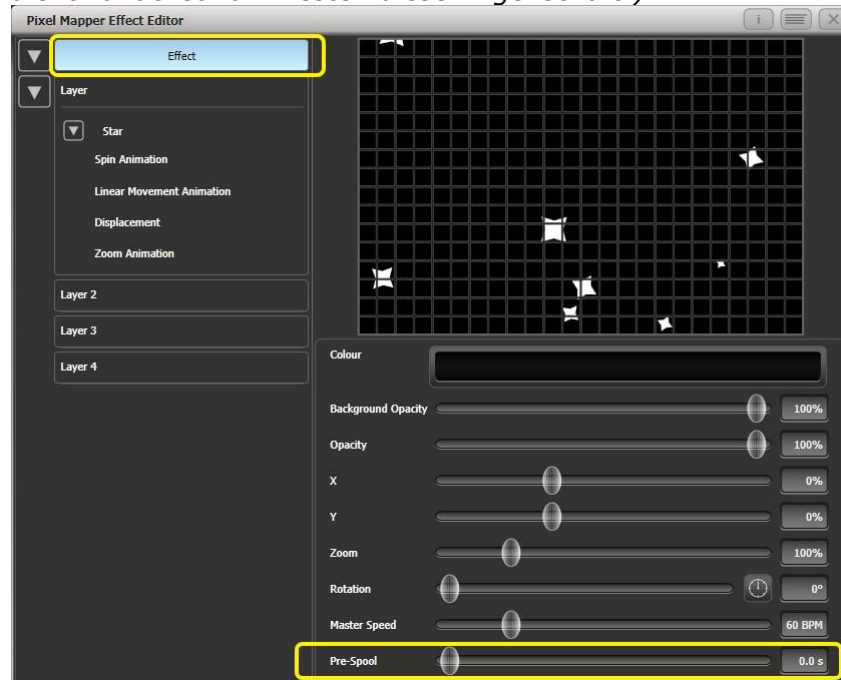 Pixel Mapper Effect Editor
i
X
Effect
Layer
Star
Spin Animation
Linear Movement Animation
Displacement
Zoom Animation
Layer 2
Layer 3
Layer 4
Colour
Background Opacity 100%
Opacity 100%
X 0%
Y 0%
Zoom 100%
Rotation 0°
Master Speed 60 BPM
Pre-Spool 0.0 s